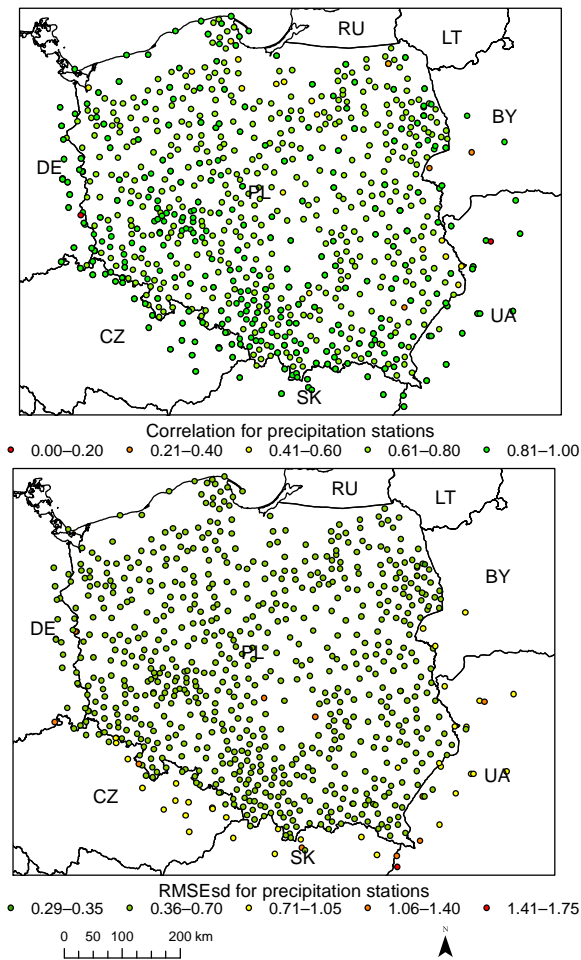 RU
LT
BY
DE
PL
CZ
UA
SK
Correlation for precipitation stations
0.00–0.20 0.21–0.40 0.41–0.60 0.61–0.80 0.81–1.00
RU
LT
BY
DE
PL
CZ
UA
SK
RMSEsd for precipitation stations
0.29–0.35 0.36–0.70 0.71–1.05 1.06–1.40 1.41–1.75
0 50 100 200 km
N